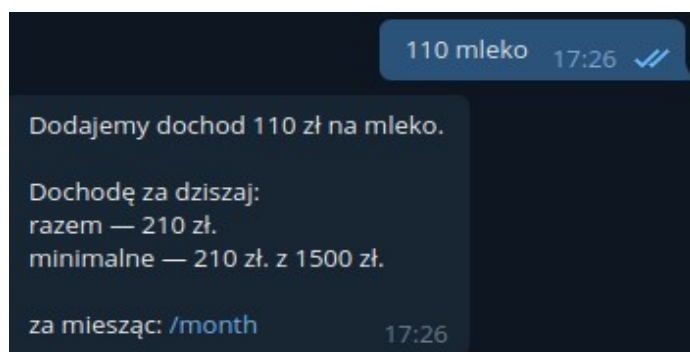 110 mleko 17:26
Dodajemy dochod 110 zł na mleko.
Dochodę za dziszaj:
razem — 210 zł.
minimalne — 210 zł. z 1500 zł.
za miesząc: /month 17:26